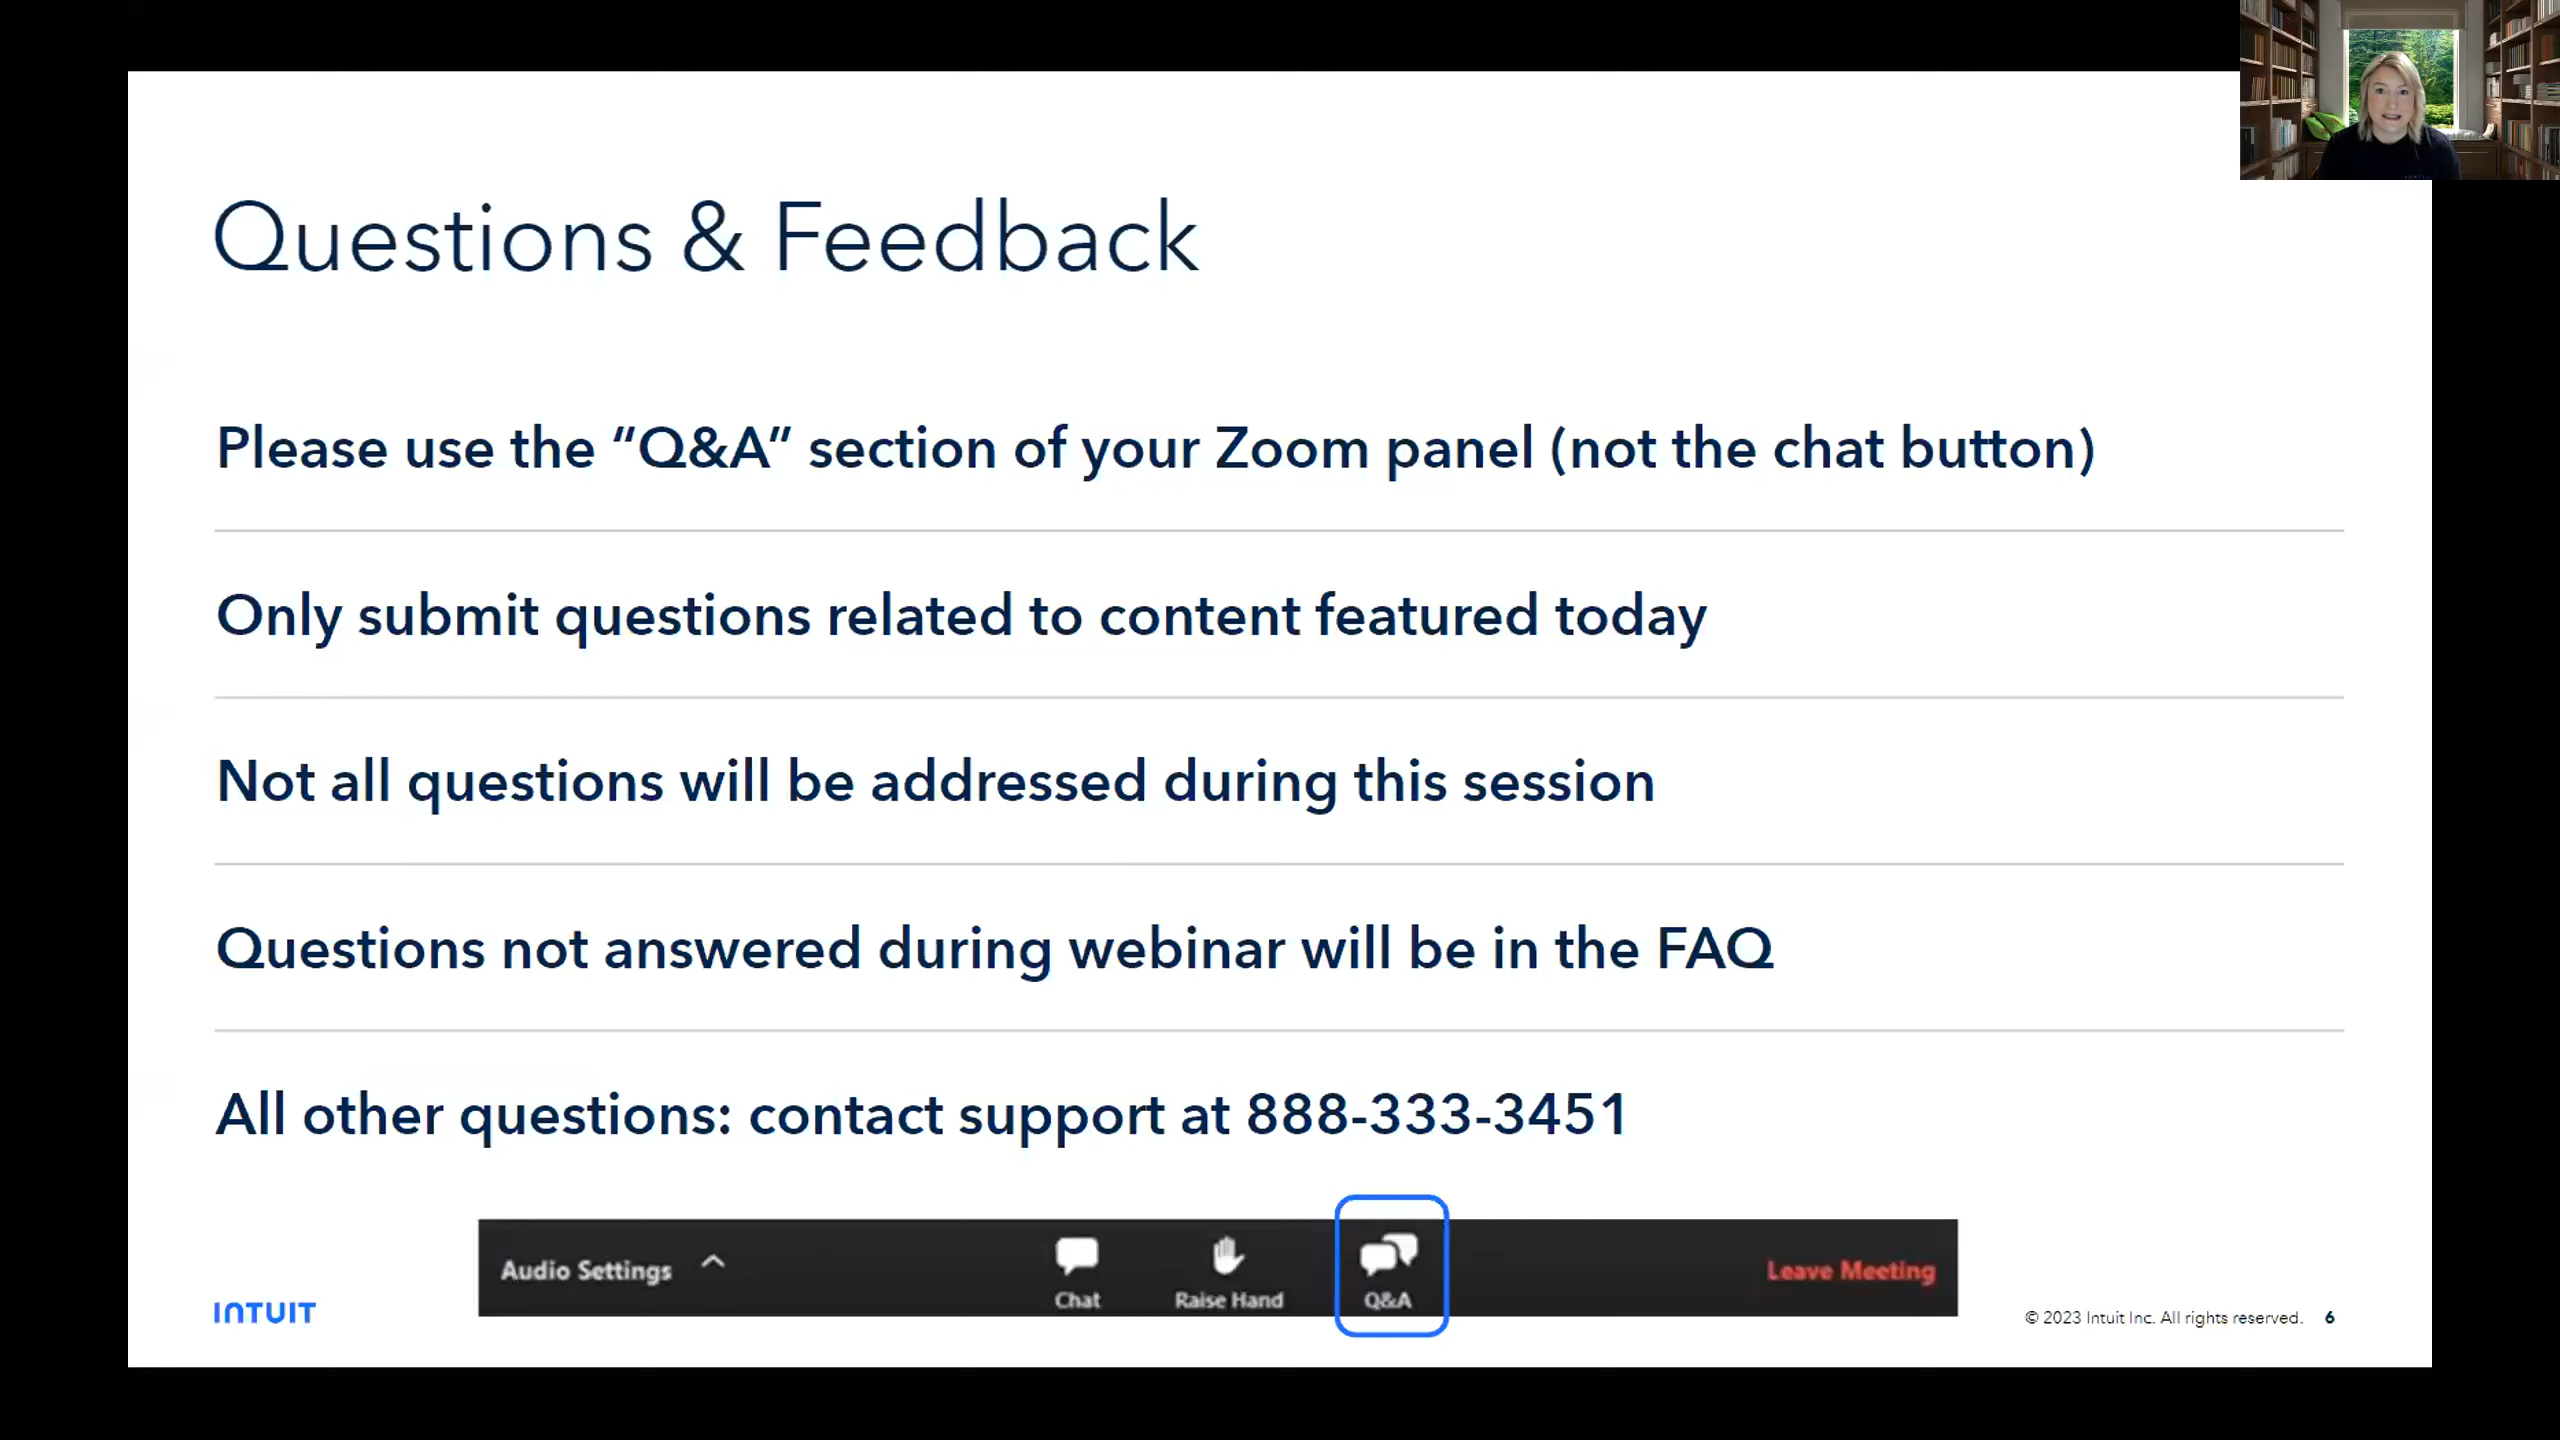 Questions & Feedback
Please use the “Q&A” section of your Zoom panel (not the chat button)
Only submit questions related to content featured today
Not all questions will be addressed during this session
Questions not answered during webinar will be in the FAQ
All other questions: contact support at 888-333-3451
Audio Settings
Chat
Raise Hand
Q&A
Leave Meeting
INTUIT
© 2023 Intuit Inc. All rights reserved. 6